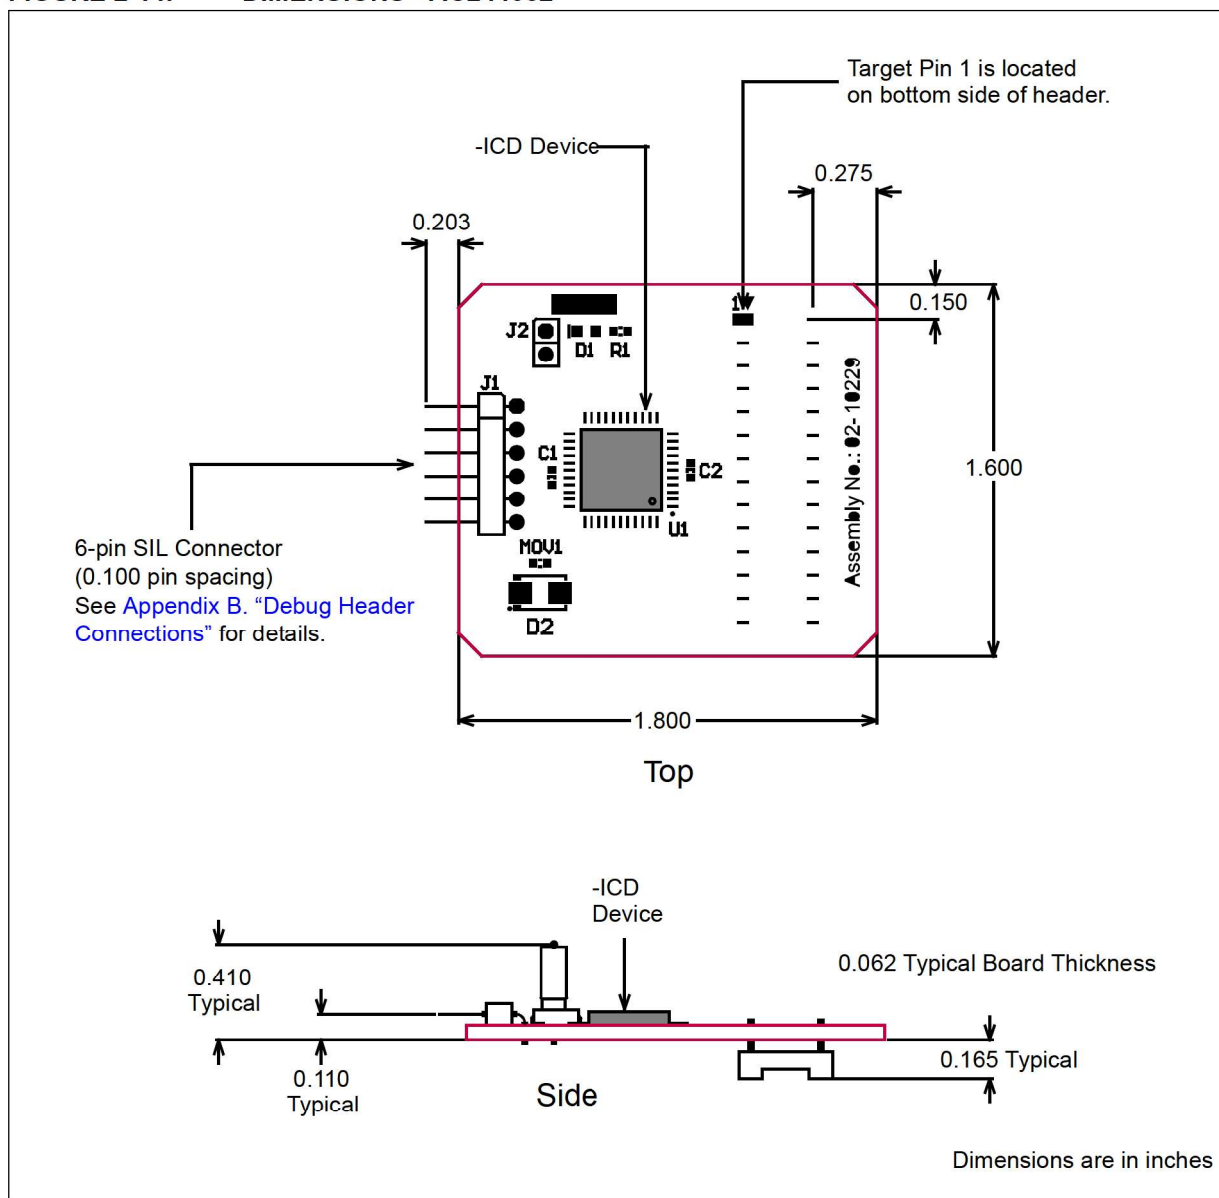 Target Pin 1 is located
on bottom side of header.
-ICD Device
0.275
0.203
0.150
1
J2
D1 R1
J1
C1
C2
U1
Assembly No.: 02-10229
1.600
6-pin SIL Connector
(0.100 pin spacing)
See Appendix B. “Debug Header
Connections” for details.
MOV1
D2
1.800
Top
-ICD
Device
0.062 Typical Board Thickness
0.410
Typical
0.165 Typical
0.110
Typical
Side
Dimensions are in inches